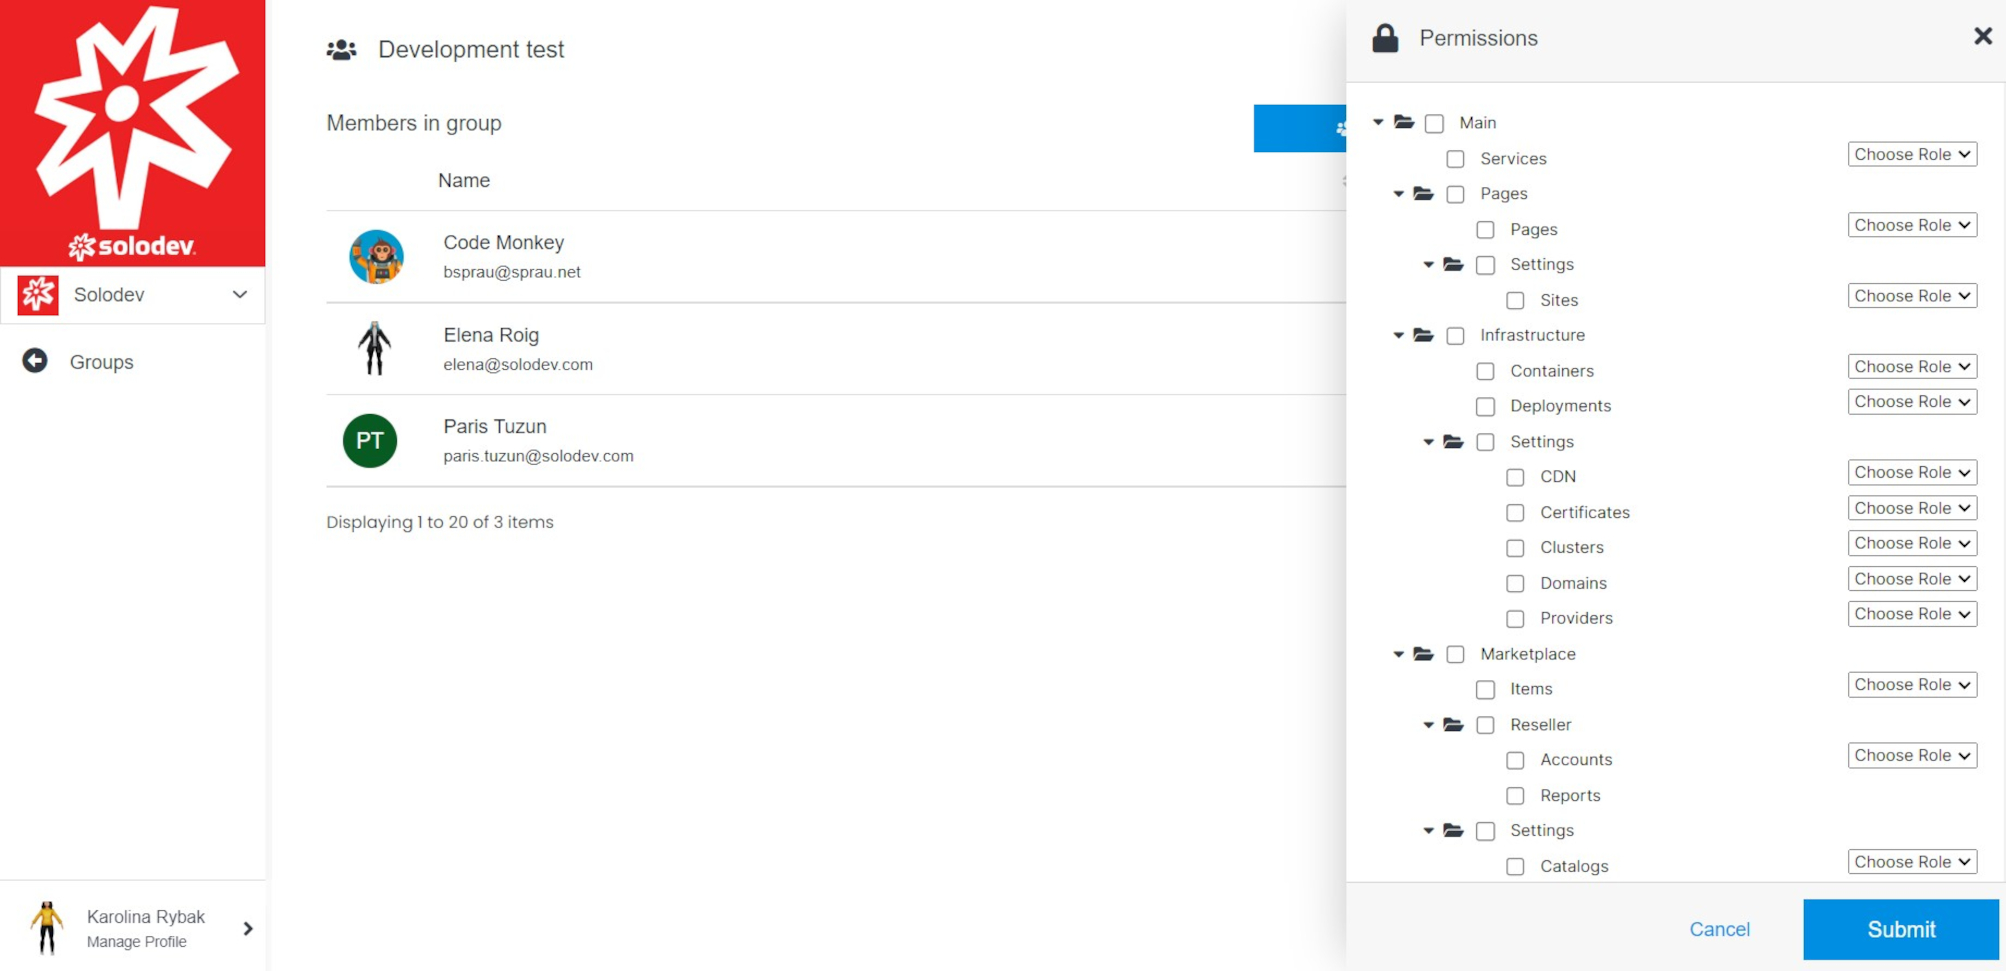 solodev.
Solodev
Groups
Karolina Rybak
Manage Profile
Development test
Members in group
Name
Code Monkey
bsprau@sprau.net
Elena Roig
elena@solodev.com
PT
Paris Tuzun
paris.tuzun@solodev.com
Displaying 1 to 20 of 3 items
Permissions
Main
Services Choose Role
Pages
Pages Choose Role
Settings
Sites Choose Role
Infrastructure
Containers Choose Role
Deployments Choose Role
Settings
CDN Choose Role
Certificates Choose Role
Clusters Choose Role
Domains Choose Role
Providers Choose Role
Marketplace
Items Choose Role
Reseller
Accounts Choose Role
Reports
Settings
Catalogs Choose Role
Cancel Submit